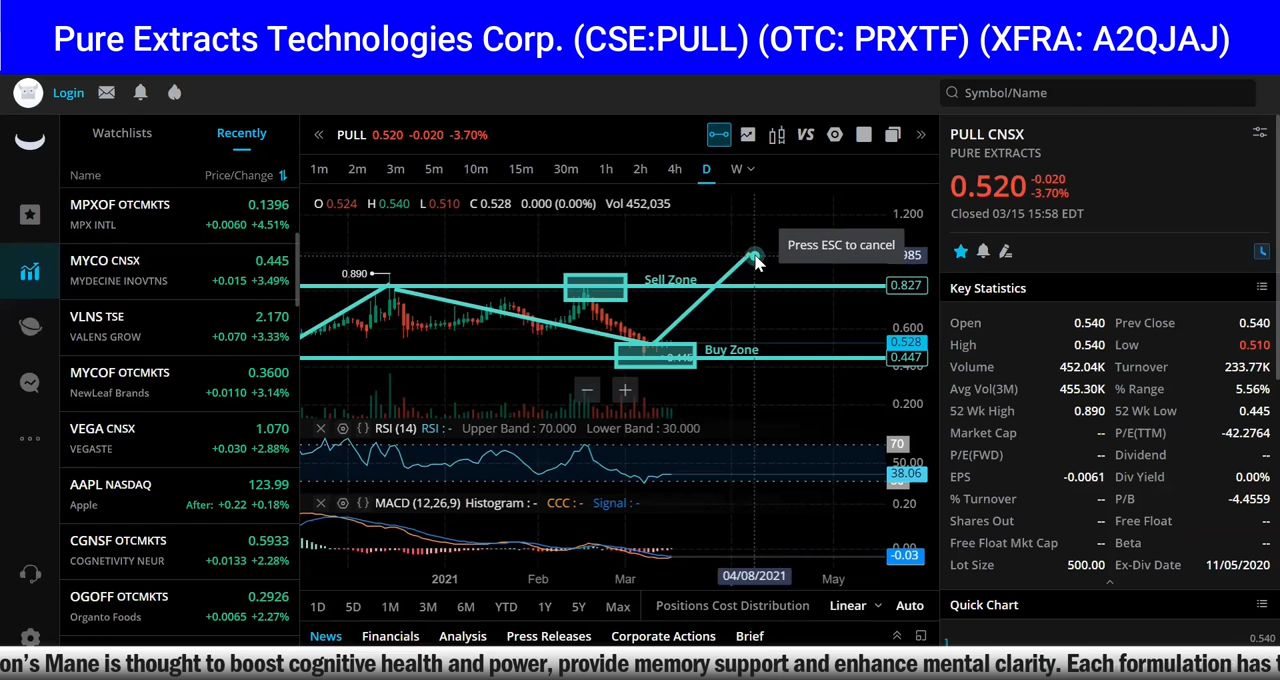 Pure Extracts Technologies Corp. (CSE:PULL) (OTC: PRXTF) (XFRA: A2QJAJ)
Login
Symbol/Name
Watchlists Recently
Name Price/Change
MPXOF OTCMKTS 0.1396
MPX INTL +0.0060 +4.51%
MYCO CNSX 0.445
MYDECINE INOVTNS +0.015 +3.49%
VLNS TSE 2.170
VALENS GROW +0.070 +3.33%
MYCOF OTCMKTS 0.3600
NewLeaf Brands +0.0110 +3.14%
VEGA CNSX 1.070
VEGASTE +0.030 +2.88%
AAPL NASDAQ 123.99
Apple After: +0.22 +0.18%
CGNSF OTCMKTS 0.5933
COGNETIVITY NEUR +0.0133 +2.28%
OGOFF OTCMKTS 0.2926
Organto Foods +0.0065 +2.27%
PULL 0.520 -0.020 -3.70%
VS
1m 2m 3m 5m 10m 15m 30m 1h 2h 4h D W
O 0.524 H 0.540 L 0.510 C 0.528 0.000 (0.00%) Vol 452,035
1.200
Press ESC to cancel
985
0.890
Sell Zone
0.827
0.600
0.528
Buy Zone
0.447
0.445
0.400
0.200
RSI (14) RSI : - Upper Band : 70.000 Lower Band : 30.000
70
50.00
38.06
30
MACD (12,26,9) Histogram : - CCC : - Signal : -
0.20
0.00
-0.03
2021 Feb Mar 04/08/2021 May
1D 5D 1M 3M 6M YTD 1Y 5Y Max Positions Cost Distribution Linear Auto
News Financials Analysis Press Releases Corporate Actions Brief
PULL CNSX
PURE EXTRACTS
0.520 -0.020
-3.70%
Closed 03/15 15:58 EDT
Key Statistics
Open 0.540 Prev Close 0.540
High 0.540 Low 0.510
Volume 452.04K Turnover 233.77K
Avg Vol(3M) 455.30K % Range 5.56%
52 Wk High 0.890 52 Wk Low 0.445
Market Cap -- P/E(TTM) -42.2764
P/E(FWD) -- Dividend --
EPS -0.0061 Div Yield 0.00%
% Turnover -- P/B -4.4559
Shares Out -- Free Float --
Free Float Mkt Cap -- Beta --
Lot Size 500.00 Ex-Div Date 11/05/2020
Quick Chart
0.540
on's Mane is thought to boost cognitive health and power, provide memory support and enhance mental clarity. Each formulation has t